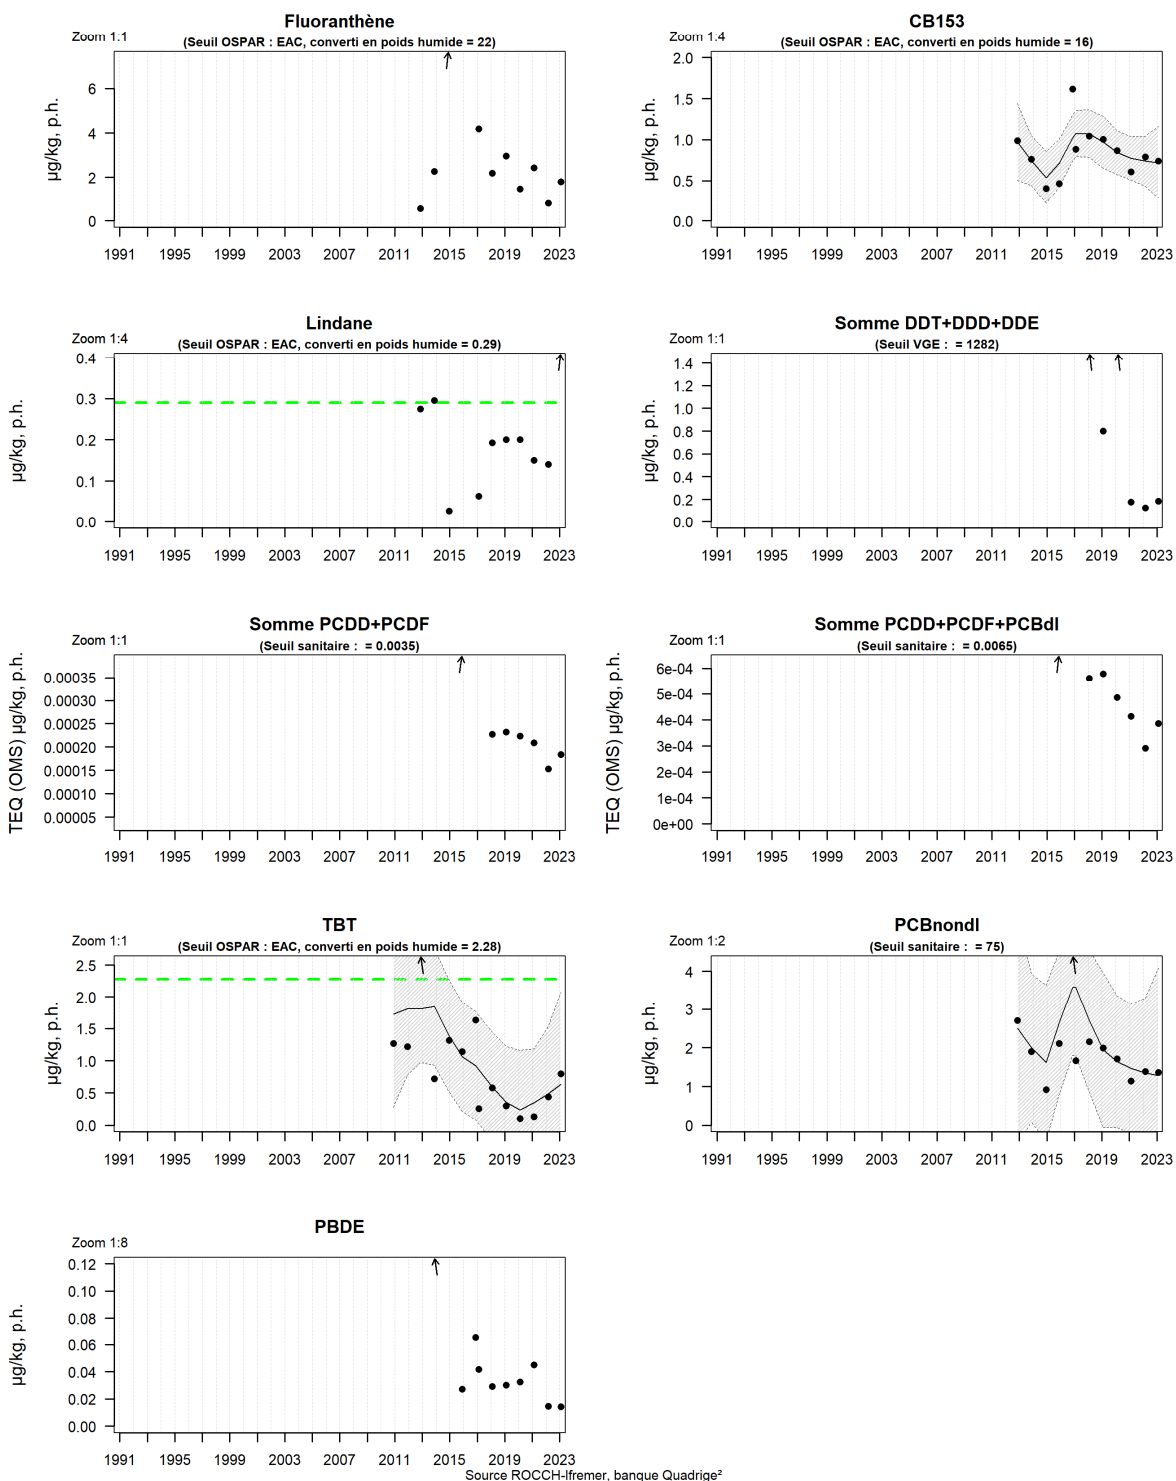 Fluoranthène
Zoom 1:1
(Seuil OSPAR : EAC, converti en poids humide = 22)
µg/kg, p.h.
6
4
2
0
1991 1995 1999 2003 2007 2011 2015 2019 2023
CB153
Zoom 1:4
(Seuil OSPAR : EAC, converti en poids humide = 16)
µg/kg, p.h.
2.0
1.5
1.0
0.5
0.0
1991 1995 1999 2003 2007 2011 2015 2019 2023
Lindane
Zoom 1:4
(Seuil OSPAR : EAC, converti en poids humide = 0.29)
µg/kg, p.h.
0.4
0.3
0.2
0.1
0.0
1991 1995 1999 2003 2007 2011 2015 2019 2023
Somme DDT+DDD+DDE
Zoom 1:1
(Seuil VGE : = 1282)
µg/kg, p.h.
1.4
1.2
1.0
0.8
0.6
0.4
0.2
0.0
1991 1995 1999 2003 2007 2011 2015 2019 2023
Somme PCDD+PCDF
Zoom 1:1
(Seuil sanitaire : = 0.0035)
TEQ (OMS) µg/kg, p.h.
0.00035
0.00030
0.00025
0.00020
0.00015
0.00010
0.00005
1991 1995 1999 2003 2007 2011 2015 2019 2023
Somme PCDD+PCDF+PCBdl
Zoom 1:1
(Seuil sanitaire : = 0.0065)
TEQ (OMS) µg/kg, p.h.
6e-04
5e-04
4e-04
3e-04
2e-04
1e-04
0e+00
1991 1995 1999 2003 2007 2011 2015 2019 2023
TBT
Zoom 1:1
(Seuil OSPAR : EAC, converti en poids humide = 2.28)
µg/kg, p.h.
2.5
2.0
1.5
1.0
0.5
0.0
1991 1995 1999 2003 2007 2011 2015 2019 2023
PCBnondl
Zoom 1:2
(Seuil sanitaire : = 75)
µg/kg, p.h.
4
3
2
1
0
1991 1995 1999 2003 2007 2011 2015 2019 2023
PBDE
Zoom 1:8
µg/kg, p.h.
0.12
0.10
0.08
0.06
0.04
0.02
0.00
1991 1995 1999 2003 2007 2011 2015 2019 2023
Source ROCCH-Ifremer, banque Quadrige²